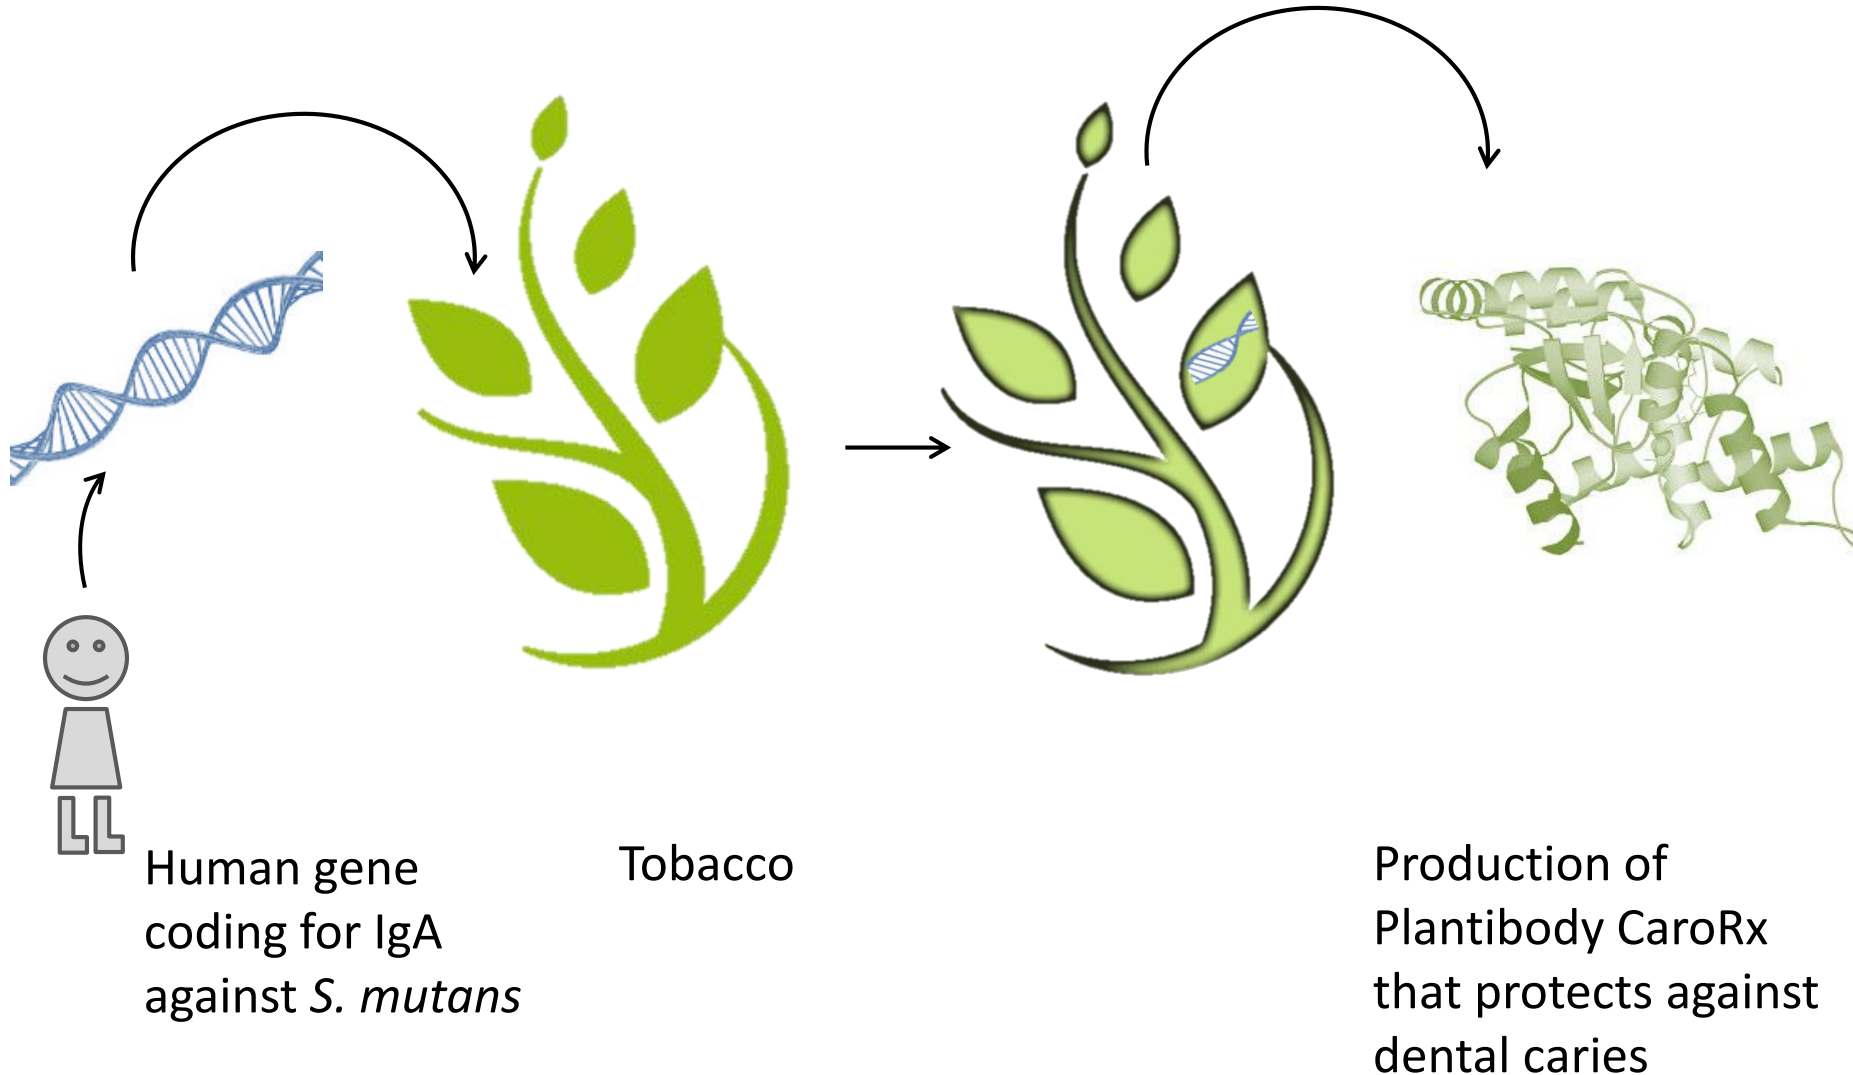 Human gene
coding for IgA
against S. mutans
Tobacco
Production of
Plantibody CaroRx
that protects against
dental caries